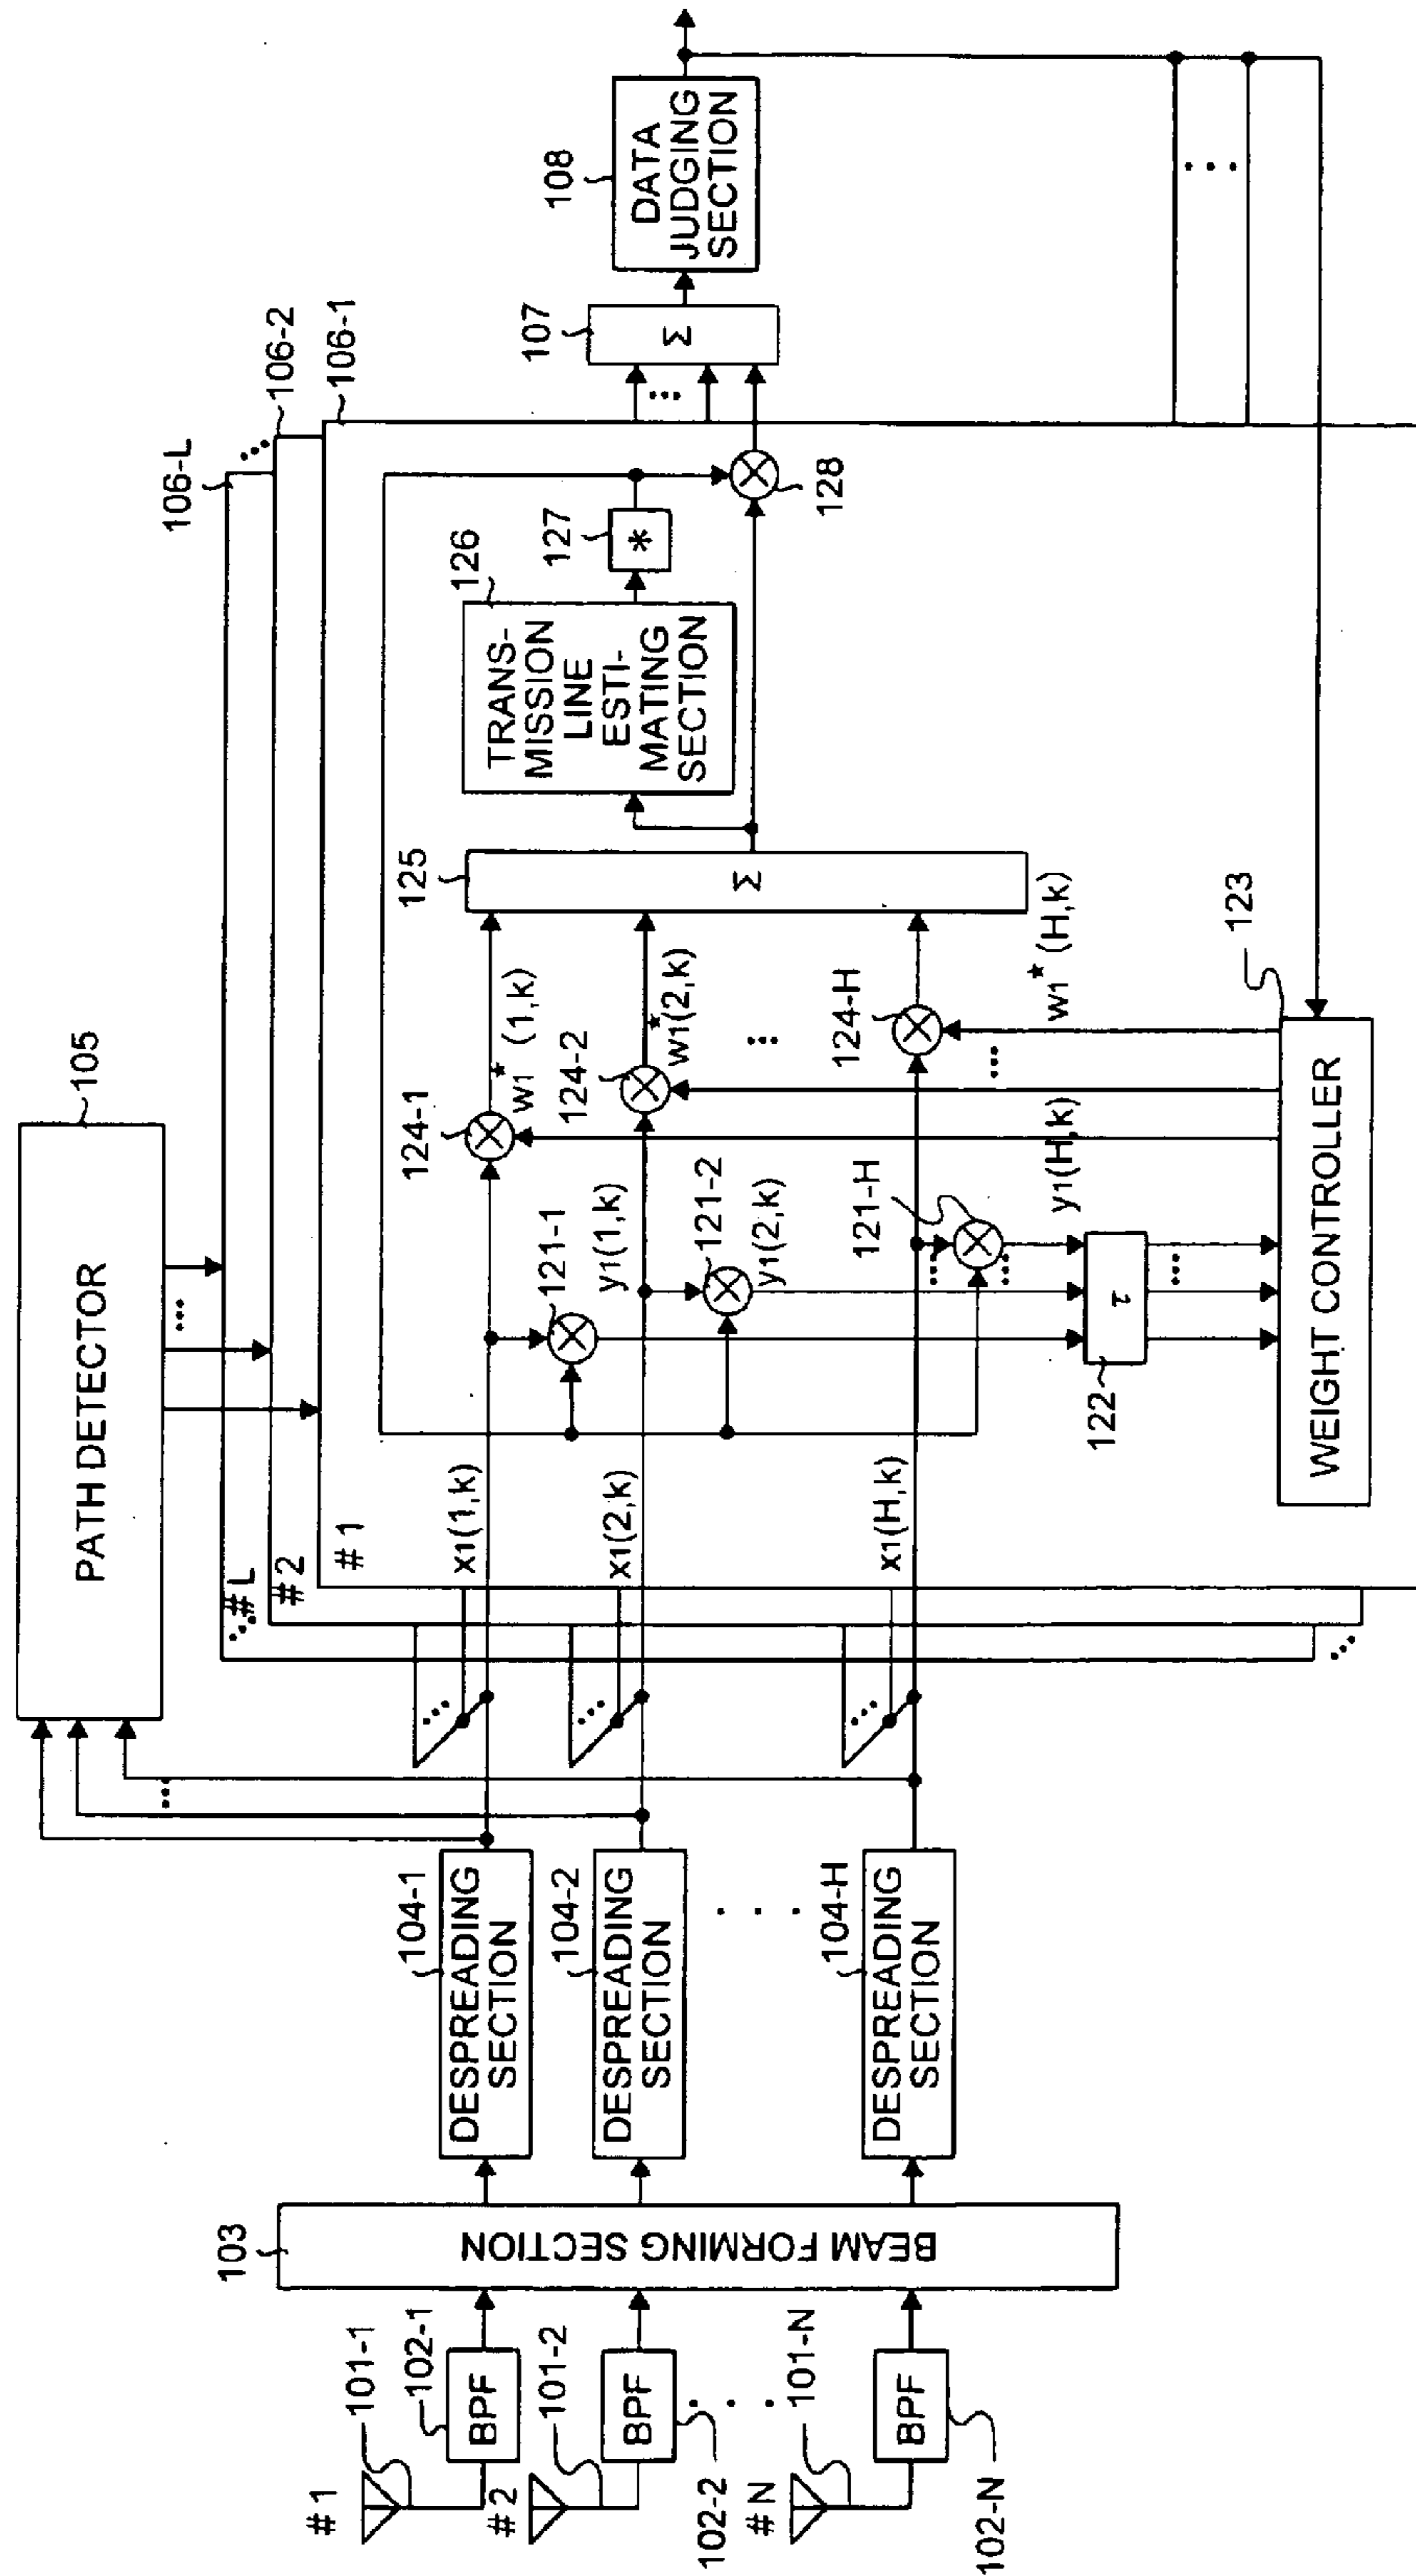 #1
101-1
102-1
BPF
#2
101-2
BPF
102-2
#N
101-N
BPF
102-N
103
BEAM FORMING SECTION
104-1
DESPREADING
SECTION
104-2
DESPREADING
SECTION
104-H
DESPREADING
SECTION
PATH DETECTOR
105
#L
#2
#1
106-L
106-2
106-1
x1(1,k)
x1(2,k)
x1(H,k)
121-1
y1(1,k)
121-2
y1(2,k)
121-H
y1(H,k)
122
τ
WEIGHT CONTROLLER
123
124-1
w1* (1,k)
124-2
w1*(2,k)
124-H
w1* (H,k)
125
Σ
126
TRANS-
MISSION
LINE
ESTI-
MATING
SECTION
127
*
128
107
Σ
108
DATA
JUDGING
SECTION